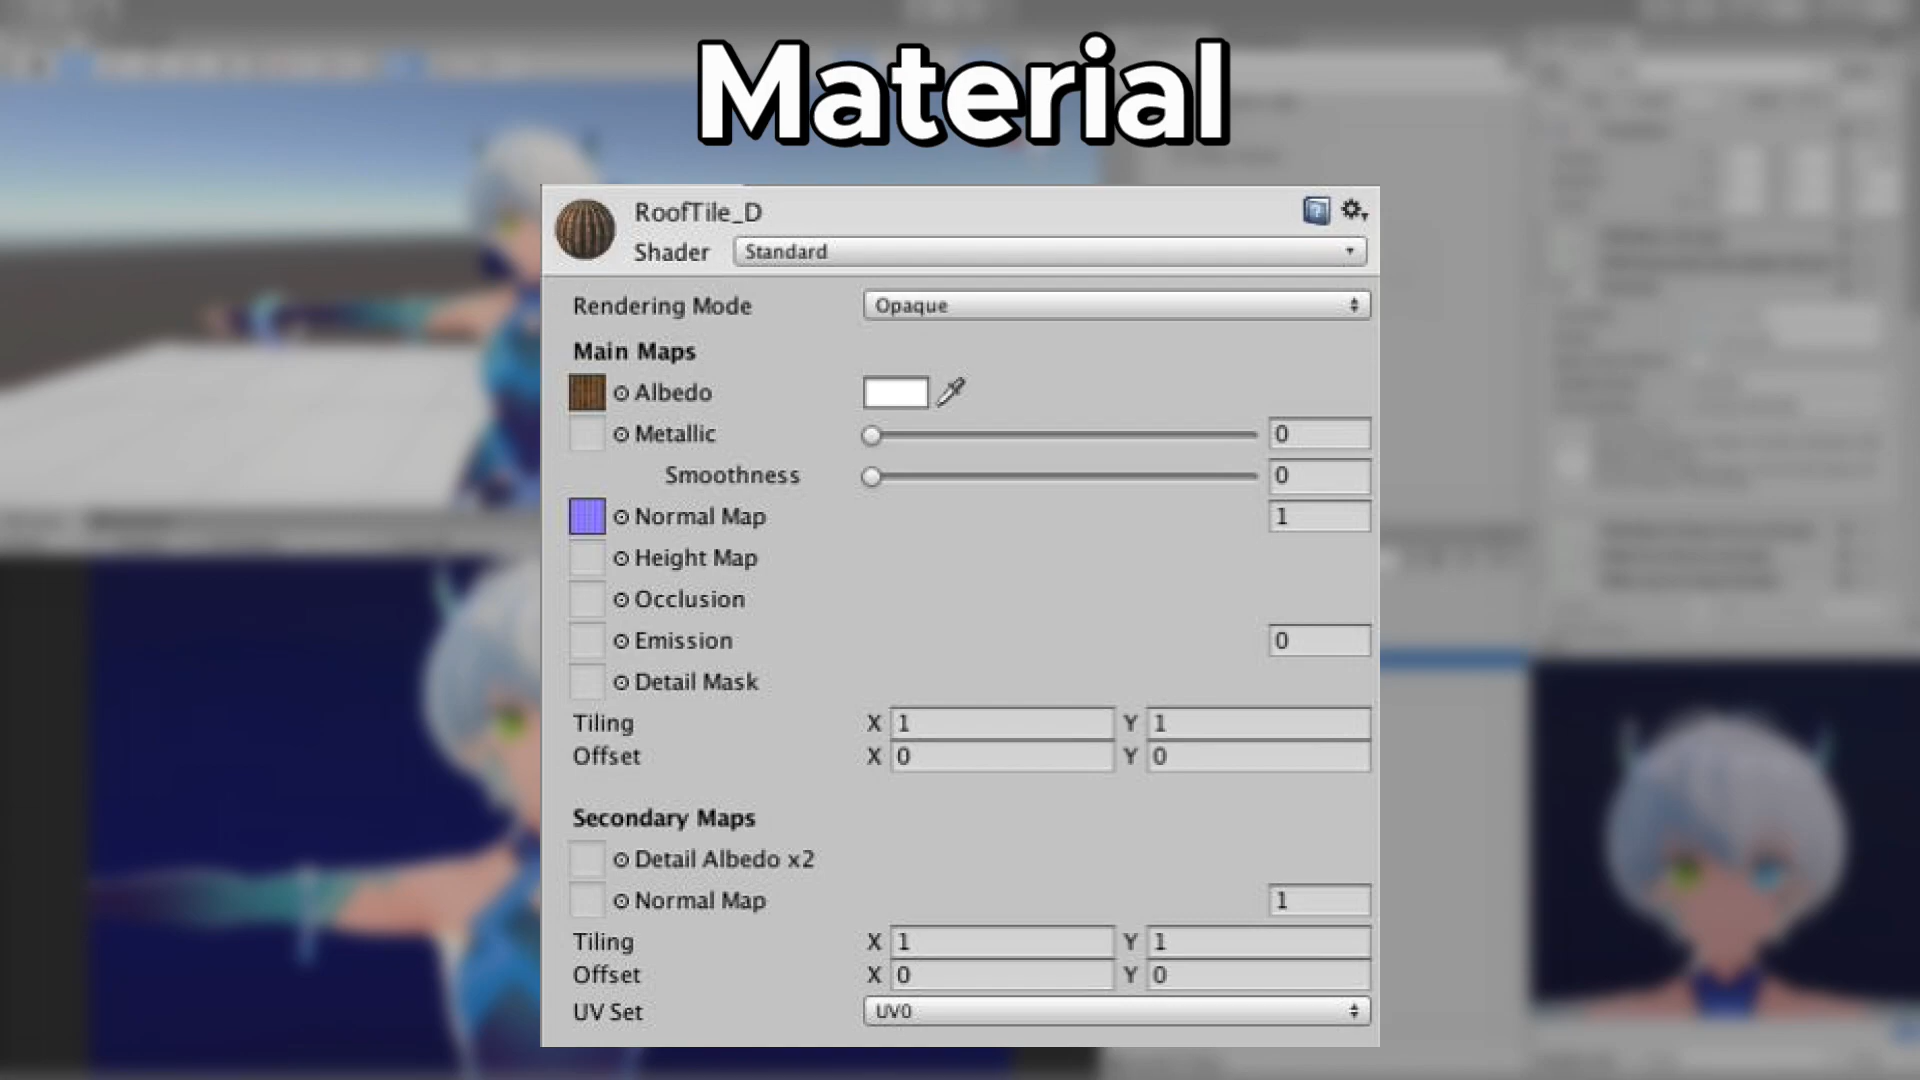 Material
RoofTile_D
Shader Standard
Rendering Mode Opaque
Main Maps
Albedo
Metallic 0
Smoothness 0
Normal Map 1
Height Map
Occlusion
Emission 0
Detail Mask
Tiling X 1 Y 1
Offset X 0 Y 0
Secondary Maps
Detail Albedo x2
Normal Map 1
Tiling X 1 Y 1
Offset X 0 Y 0
UV Set UV0